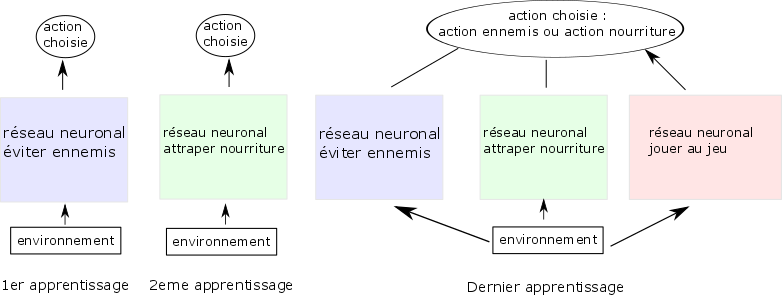 action
choisie
réseau neuronal
éviter ennemis
environnement
1er apprentissage
action
choisie
réseau neuronal
attraper nourriture
environnement
2eme apprentissage
action choisie :
action ennemis ou action nourriture
réseau neuronal
éviter ennemis
réseau neuronal
attraper nourriture
réseau neuronal
jouer au jeu
environnement
Dernier apprentissage